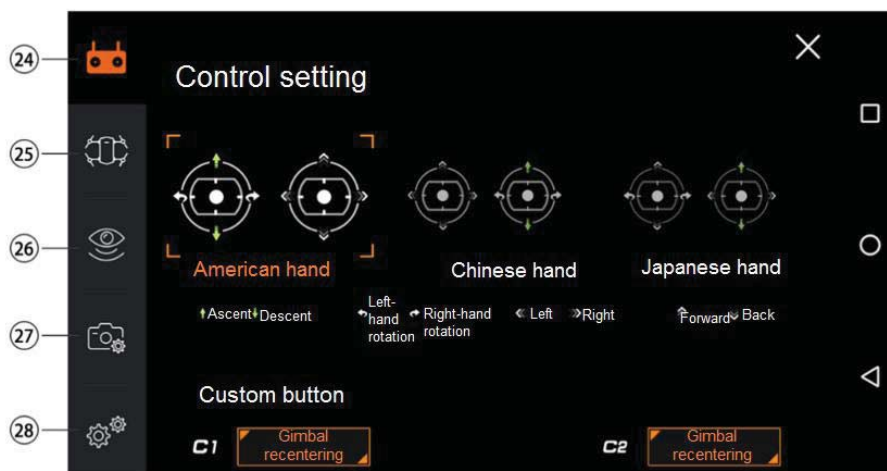 24
Control setting
25
26
American hand
Chinese hand
Japanese hand
Ascent Descent
Left-hand rotation
Right-hand rotation
Left
Right
Forward
Back
27
Custom button
28
C1
Gimbal recentering
C2
Gimbal recentering